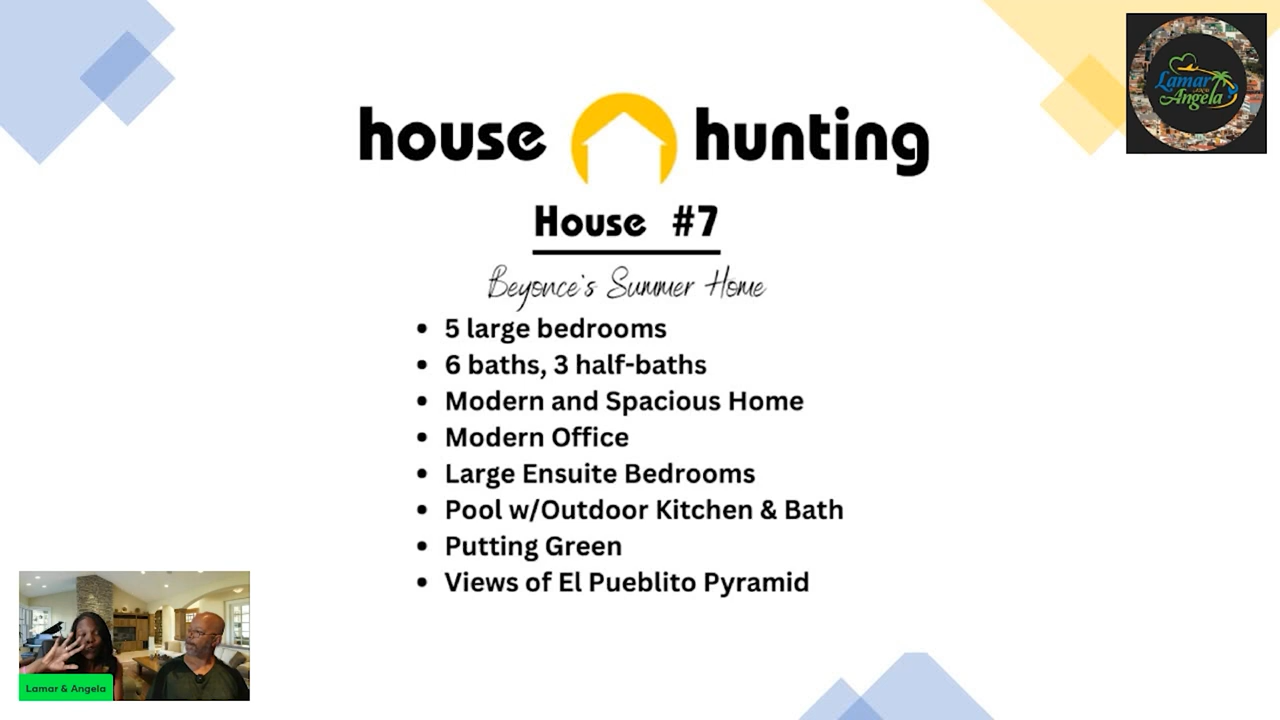 Lamar
and
Angela
house hunting
House #7
Beyonce's Summer Home
• 5 large bedrooms
• 6 baths, 3 half-baths
• Modern and Spacious Home
• Modern Office
• Large Ensuite Bedrooms
• Pool w/Outdoor Kitchen & Bath
• Putting Green
• Views of El Pueblito Pyramid
Lamar & Angela